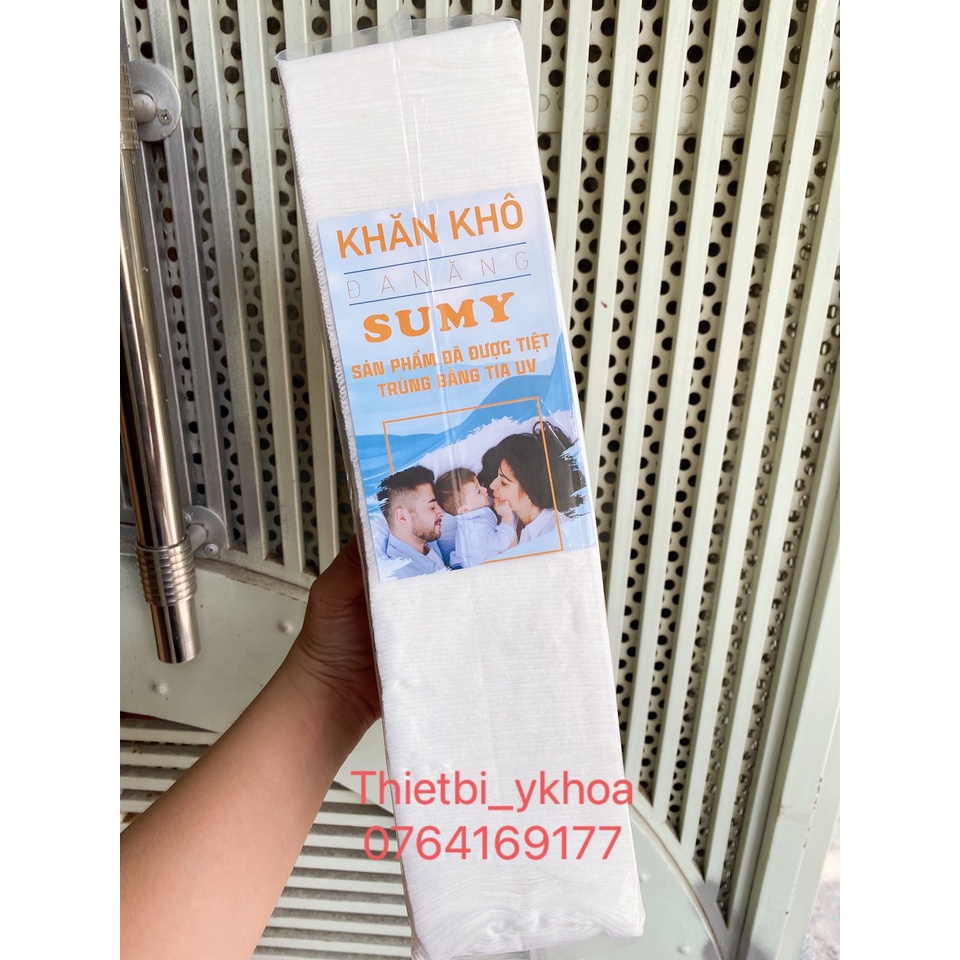 KHĂN KHÔ
ĐA NĂNG
SUMY
SẢN PHẨM ĐÃ ĐƯỢC TIỆT
TRÙNG BẰNG TIA UV
Thietbi_ykhoa
0764169177